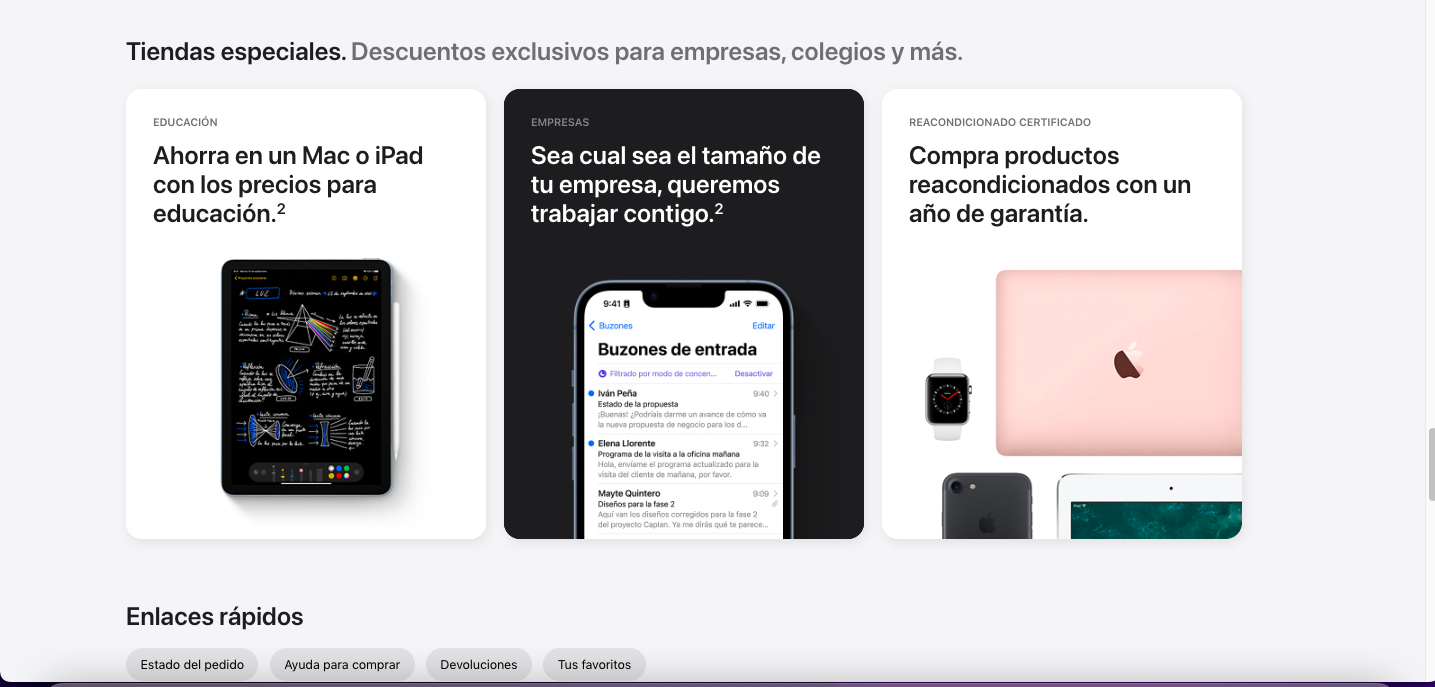 Tiendas especiales. Descuentos exclusivos para empresas, colegios y más.
EDUCACIÓN
Ahorra en un Mac o iPad
con los precios para
educación.²
LUZ
EMPRESAS
Sea cual sea el tamaño de
tu empresa, queremos
trabajar contigo.²
9:41
Buzones
Editar
Buzones de entrada
Filtrado por modo de concen...
Desactivar
Iván Peña 9:40
Estado de la propuesta
¡Buenas! ¿Podríais darme un avance de cómo va
la nueva propuesta de negocio para los d...
Elena Llorente 9:32
Programa de la visita a la oficina mañana
Hola, envíame el programa actualizado para la
visita del cliente de mañana, por favor.
Mayte Quintero 9:09
Diseños para la fase 2
Aquí van los diseños corregidos para la fase 2
del proyecto Caplan. Ya me dirás qué te parece...
REACONDICIONADO CERTIFICADO
Compra productos
reacondicionados con un
año de garantía.
Enlaces rápidos
Estado del pedido
Ayuda para comprar
Devoluciones
Tus favoritos